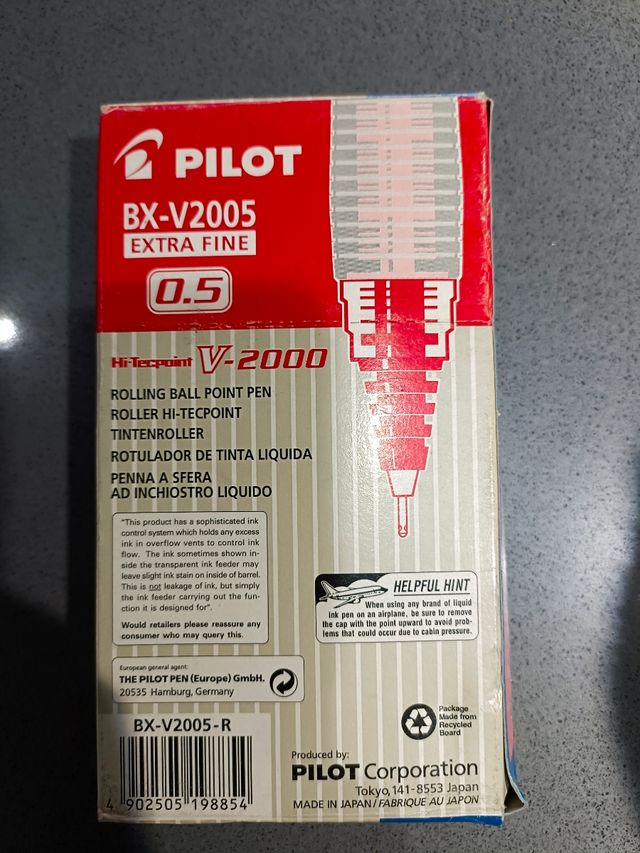 PILOT
BX-V2005
EXTRA FINE
0.5
Hi-Tecpoint V-2000
ROLLING BALL POINT PEN
ROLLER HI-TECPOINT
TINTENROLLER
ROTULADOR DE TINTA LIQUIDA
PENNA A SFERA
AD INCHIOSTRO LIQUIDO
"This product has a sophisticated ink
control system which holds any excess
ink in overflow vents to control ink
flow. The ink sometimes shown in-
side the transparent ink feeder may
leave slight ink stain on inside of barrel.
This is not leakage of ink, but simply
the ink feeder carrying out the func-
tion it is designed for".
Would retailers please reassure any
consumer who may query this.
HELPFUL HINT
When using any brand of liquid
ink pen on an airplane, be sure to remove
the cap with the point upward to avoid prob-
lems that could occur due to cabin pressure.
European general agent:
THE PILOT PEN (Europe) GmbH.
20535 Hamburg, Germany
Package
Made from
Recycled
Board
BX-V2005-R
4 902505 198854
Produced by:
PILOT Corporation
Tokyo, 141-8553 Japan
MADE IN JAPAN / FABRIQUE AU JAPON